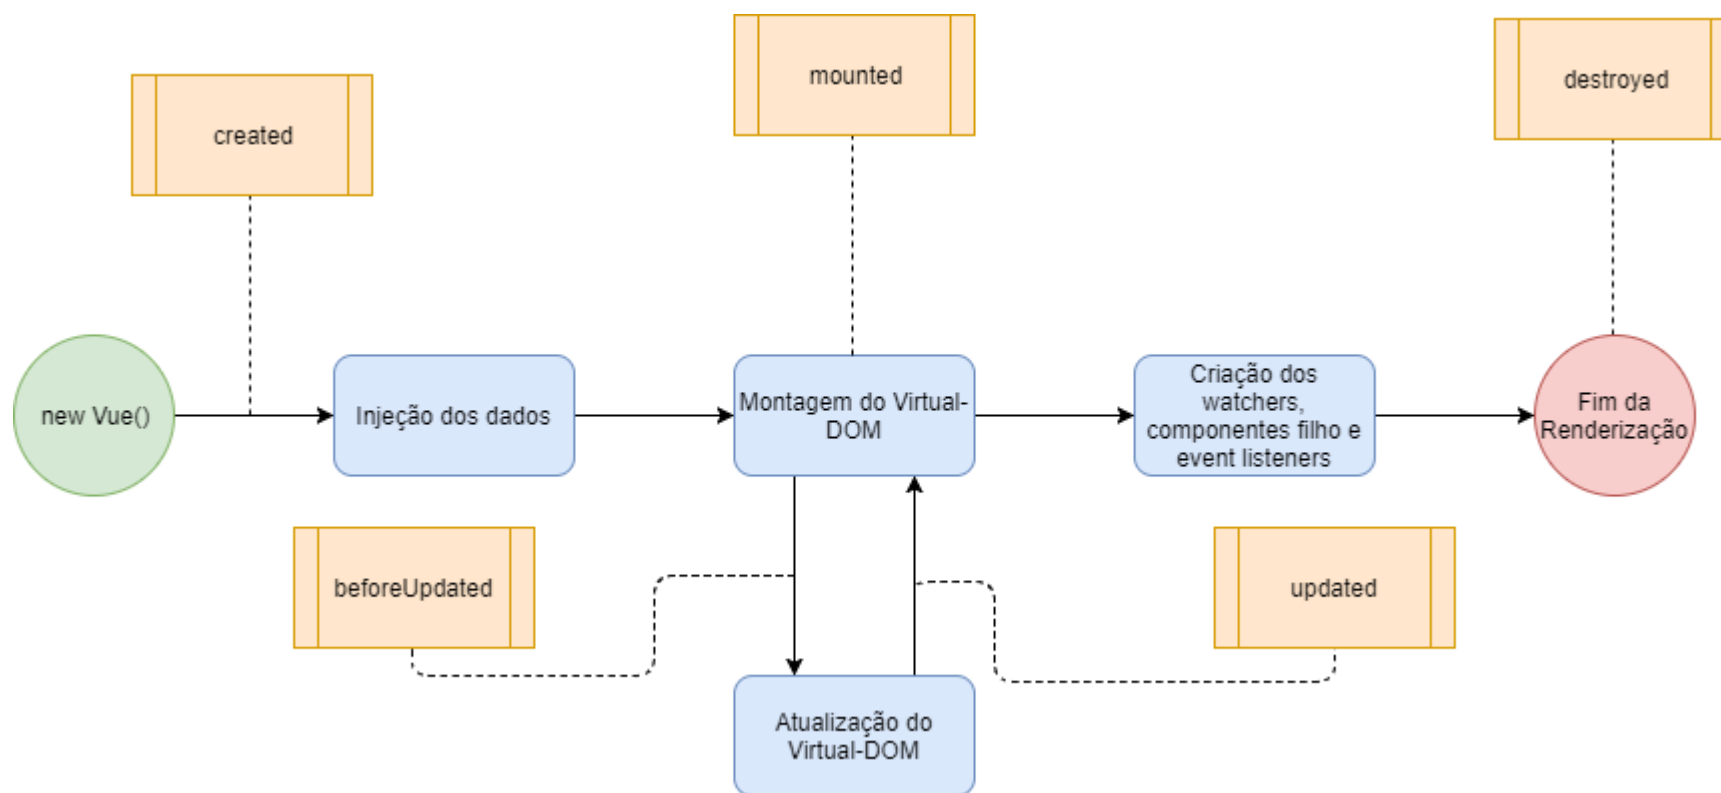 mounted
destroyed
created
new Vue()
Injeção dos dados
Montagem do Virtual-
DOM
Criação dos
watchers,
componentes filho e
event listeners
Fim da
Renderização
beforeUpdated
updated
Atualização do
Virtual-DOM